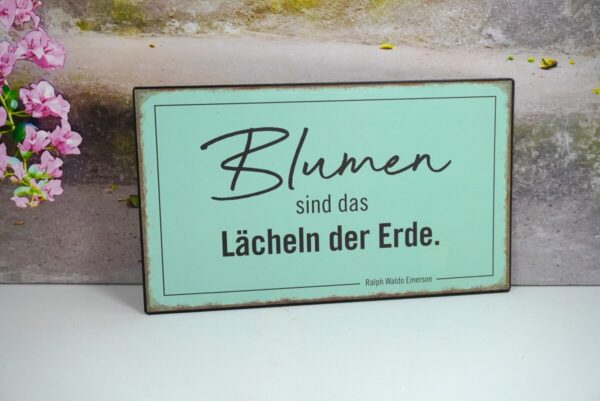 Blumen
sind das
Lächeln der Erde.
Ralph Waldo Emerson